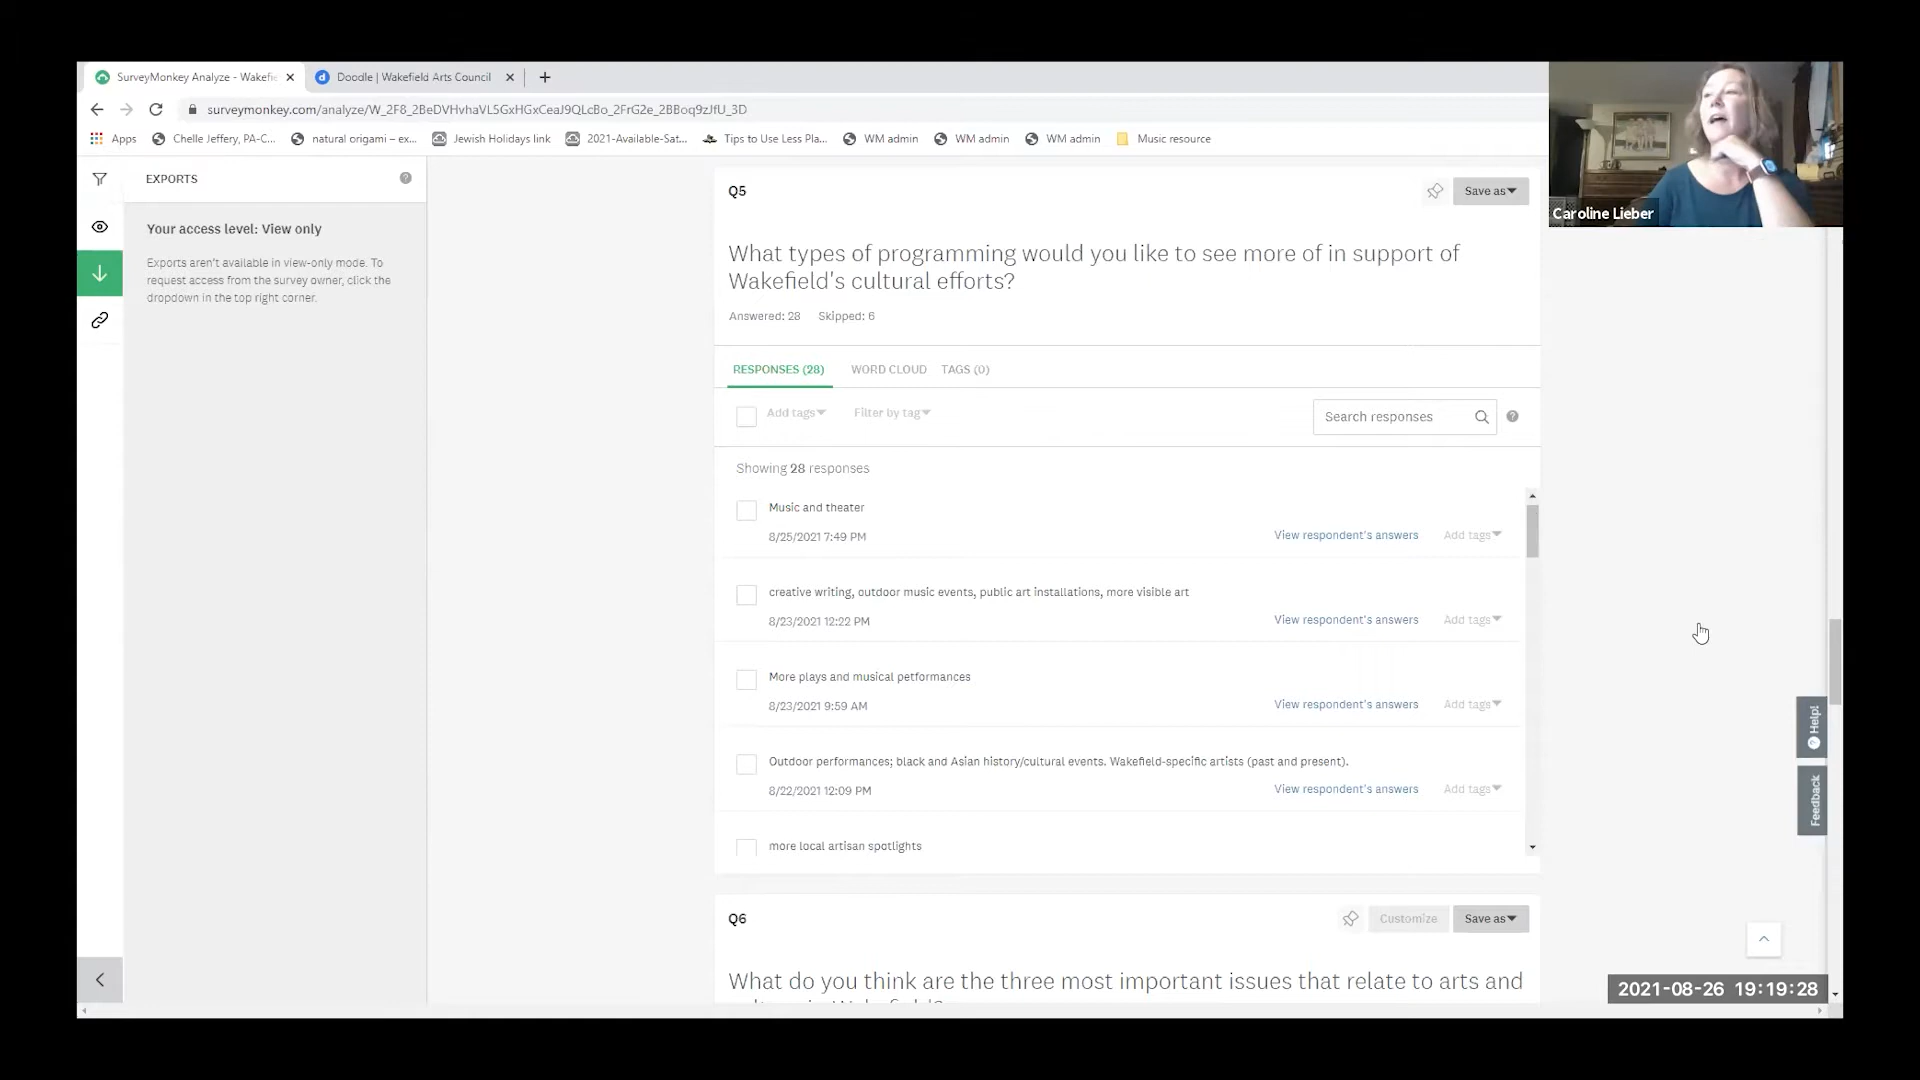 SurveyMonkey Analyze - Wakefi
Doodle | Wakefield Arts Council
surveymonkey.com/analyze/
Apps
Chelle Jeffery, PA-C...
natural origami – ex...
Jewish Holidays link
2021-Available-Sat...
Tips to Use Less Pla...
WM admin
WM admin
WM admin
Music resource
Caroline Lieber
EXPORTS
Your access level: View only
Exports aren't available in view-only mode. To
request access from the survey owner, click the
dropdown in the top right corner.
Q5
Save as
What types of programming would you like to see more of in support of
Wakefield's cultural efforts?
Answered: 28 Skipped: 6
RESPONSES (28) WORD CLOUD TAGS (0)
Add tags Filter by tag
Search responses
Showing 28 responses
Music and theater
8/25/2021 7:49 PM
View respondent's answers Add tags
creative writing, outdoor music events, public art installations, more visible art
8/23/2021 12:22 PM
View respondent's answers Add tags
More plays and musical petformances
8/23/2021 9:59 AM
View respondent's answers Add tags
Outdoor performances; black and Asian history/cultural events. Wakefield-specific artists (past and present).
8/22/2021 12:09 PM
View respondent's answers Add tags
more local artisan spotlights
Help!
Feedback
Q6
Customize
Save as
What do you think are the three most important issues that relate to arts and
2021-08-26 19:19:28